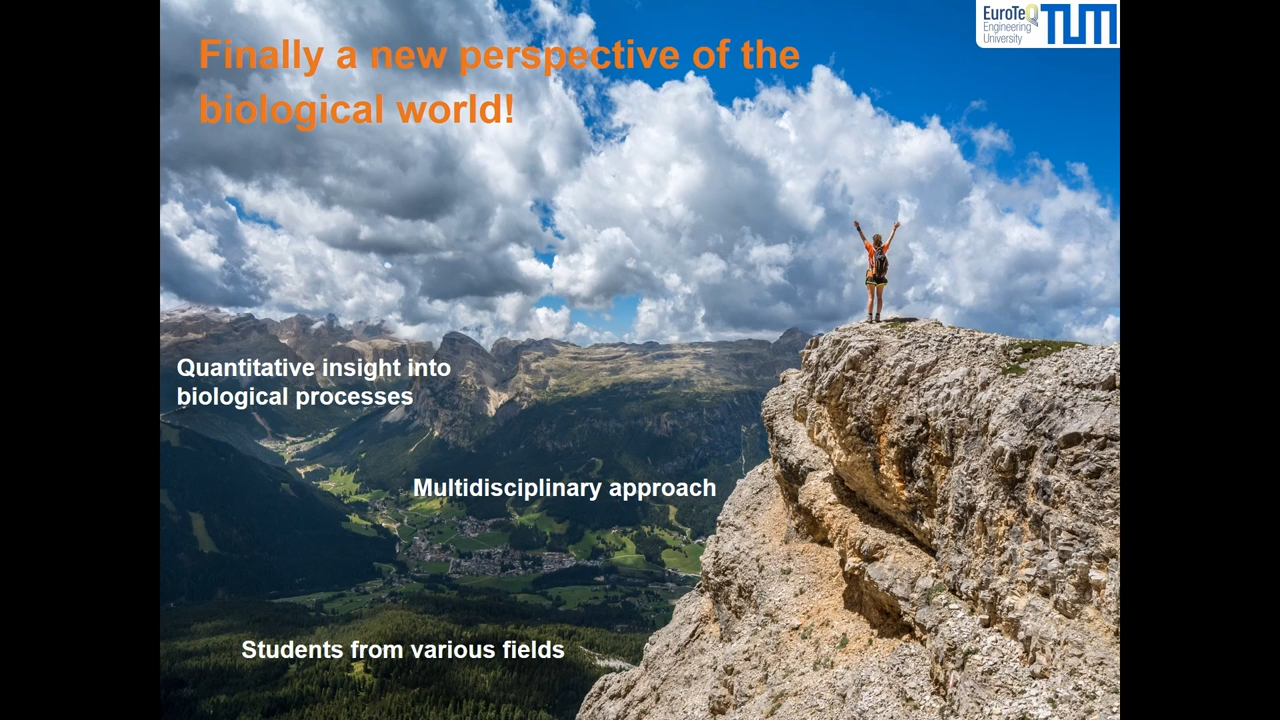 EuroTeQ
Engineering
University
TUM
Finally a new perspective of the
biological world!
Quantitative insight into
biological processes
Multidisciplinary approach
Students from various fields